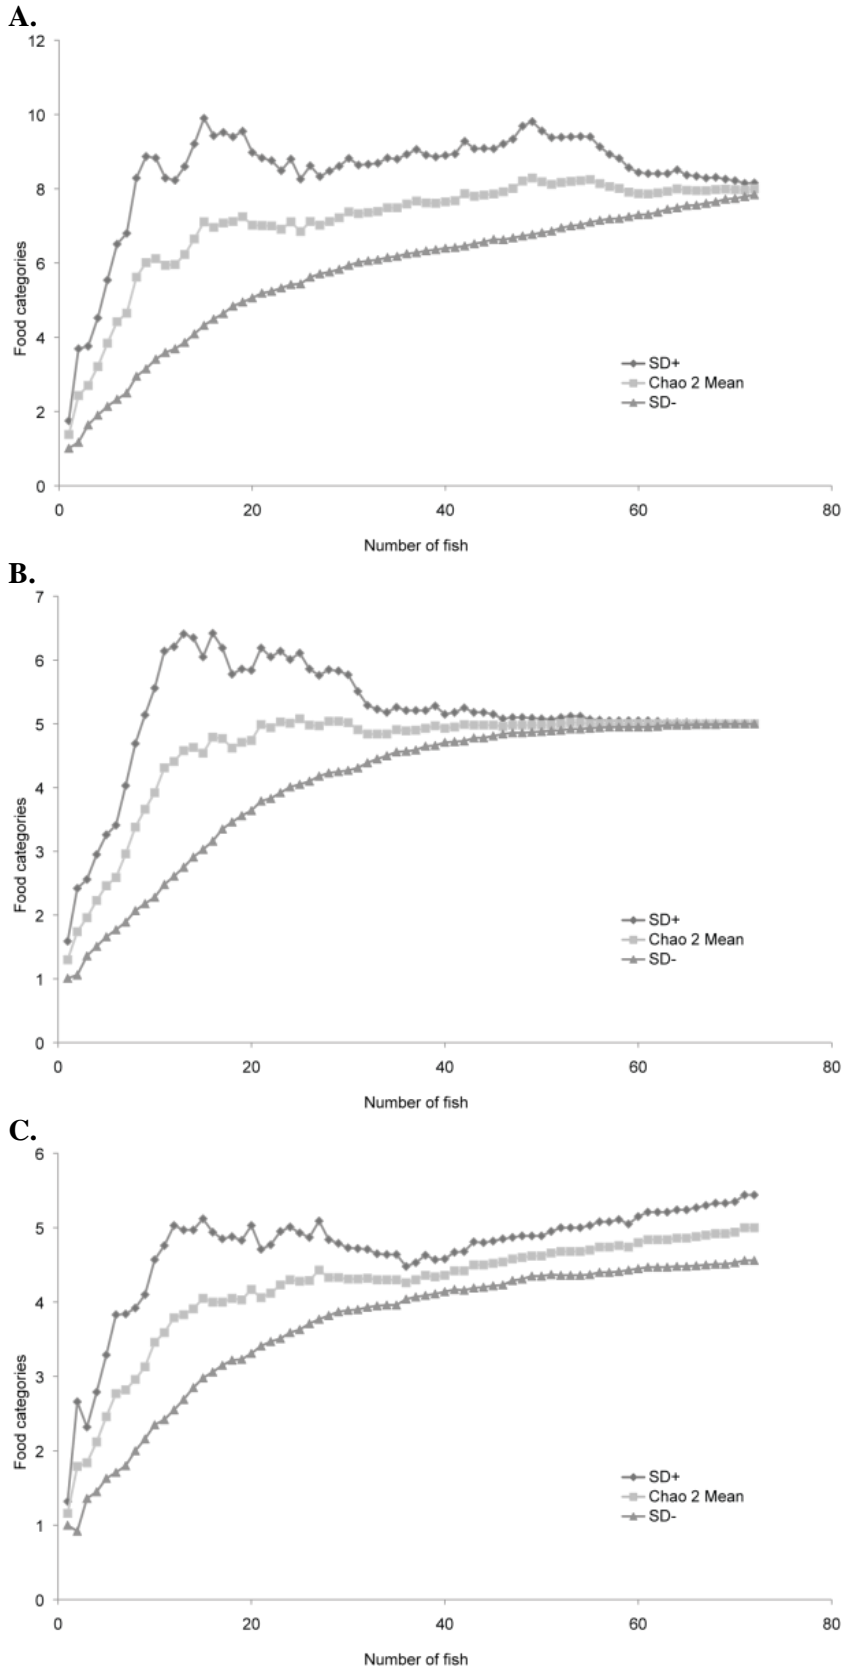 A.
12
10
8
6
4
2
0
Food categories
SD+
Chao 2 Mean
SD-
0 20 40 60 80
Number of fish
B.
7
6
5
4
3
2
1
0
Food categories
SD+
Chao 2 Mean
SD-
0 20 40 60 80
Number of fish
C.
6
5
4
3
2
1
0
Food categories
SD+
Chao 2 Mean
SD-
0 20 40 60 80
Number of fish